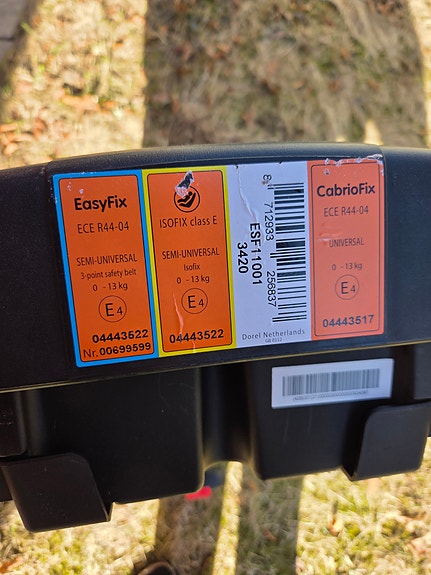 EasyFix
ECE R44-04
SEMI-UNIVERSAL
3-point safety belt
0 -13 kg
E4
04443522
Nr. 00699599
ISOFIX class E
SEMI-UNIVERSAL
Isofix
0 -13 kg
E4
04443522
8 712933 256837
ESF11001
3420
Dorel Netherlands
CabrioFix
ECE R44-04
UNIVERSAL
0 -13 kg
E4
04443517